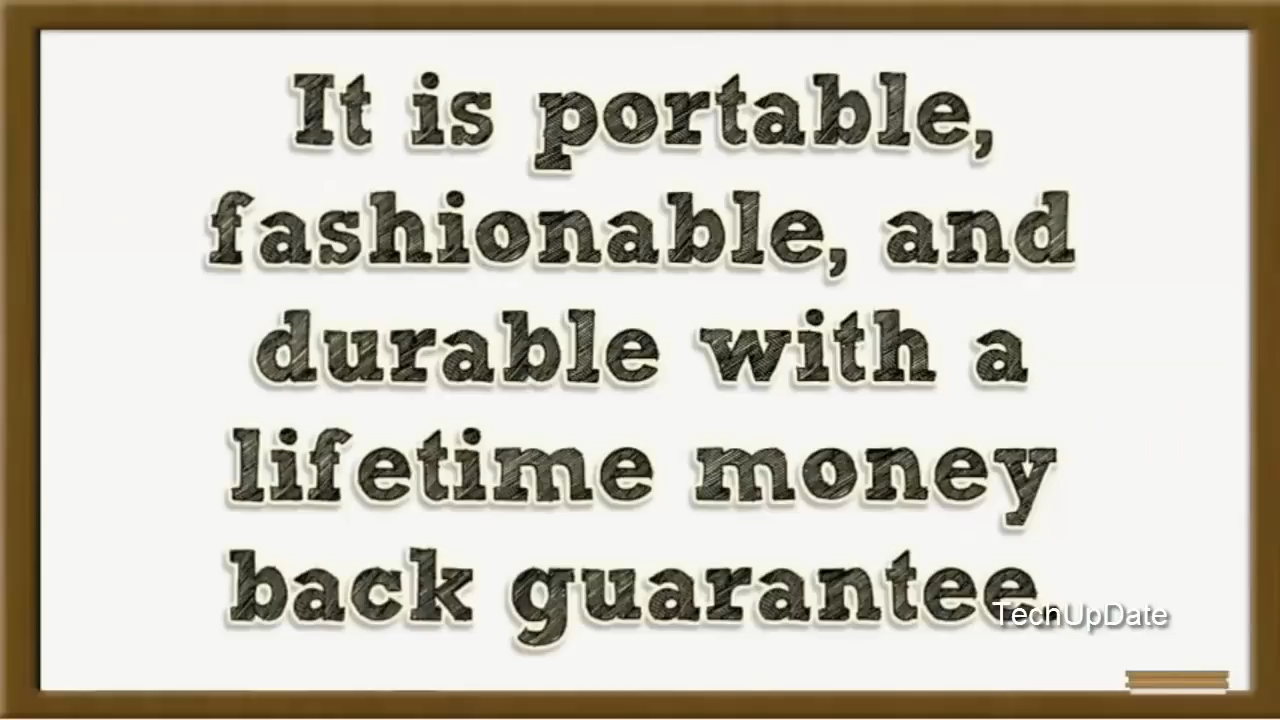 It is portable,
fashionable, and
durable with a
lifetime money
back guarantee
TechUpDate